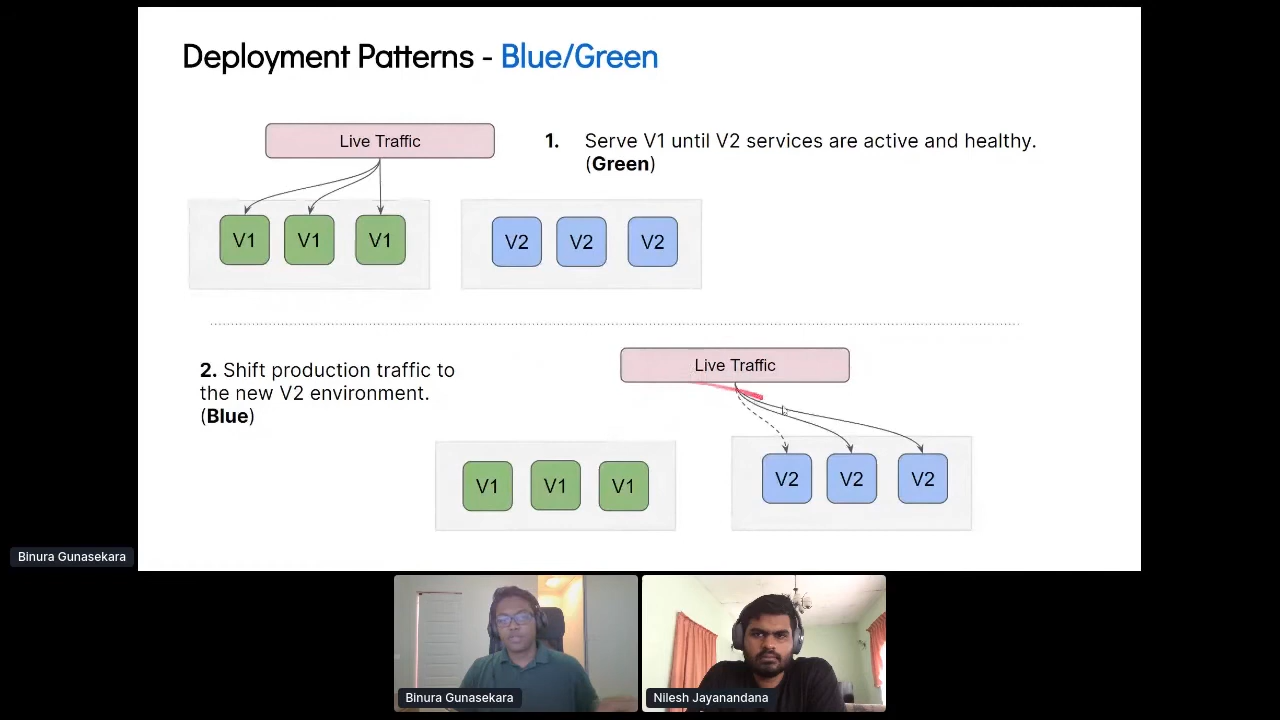 Deployment Patterns - Blue/Green
Live Traffic
1. Serve V1 until V2 services are active and healthy.
(Green)
V1 V1 V1 V2 V2 V2
2. Shift production traffic to
the new V2 environment.
(Blue)
Live Traffic
V1 V1 V1 V2 V2 V2
Binura Gunasekara
Binura Gunasekara
Nilesh Jayanandana